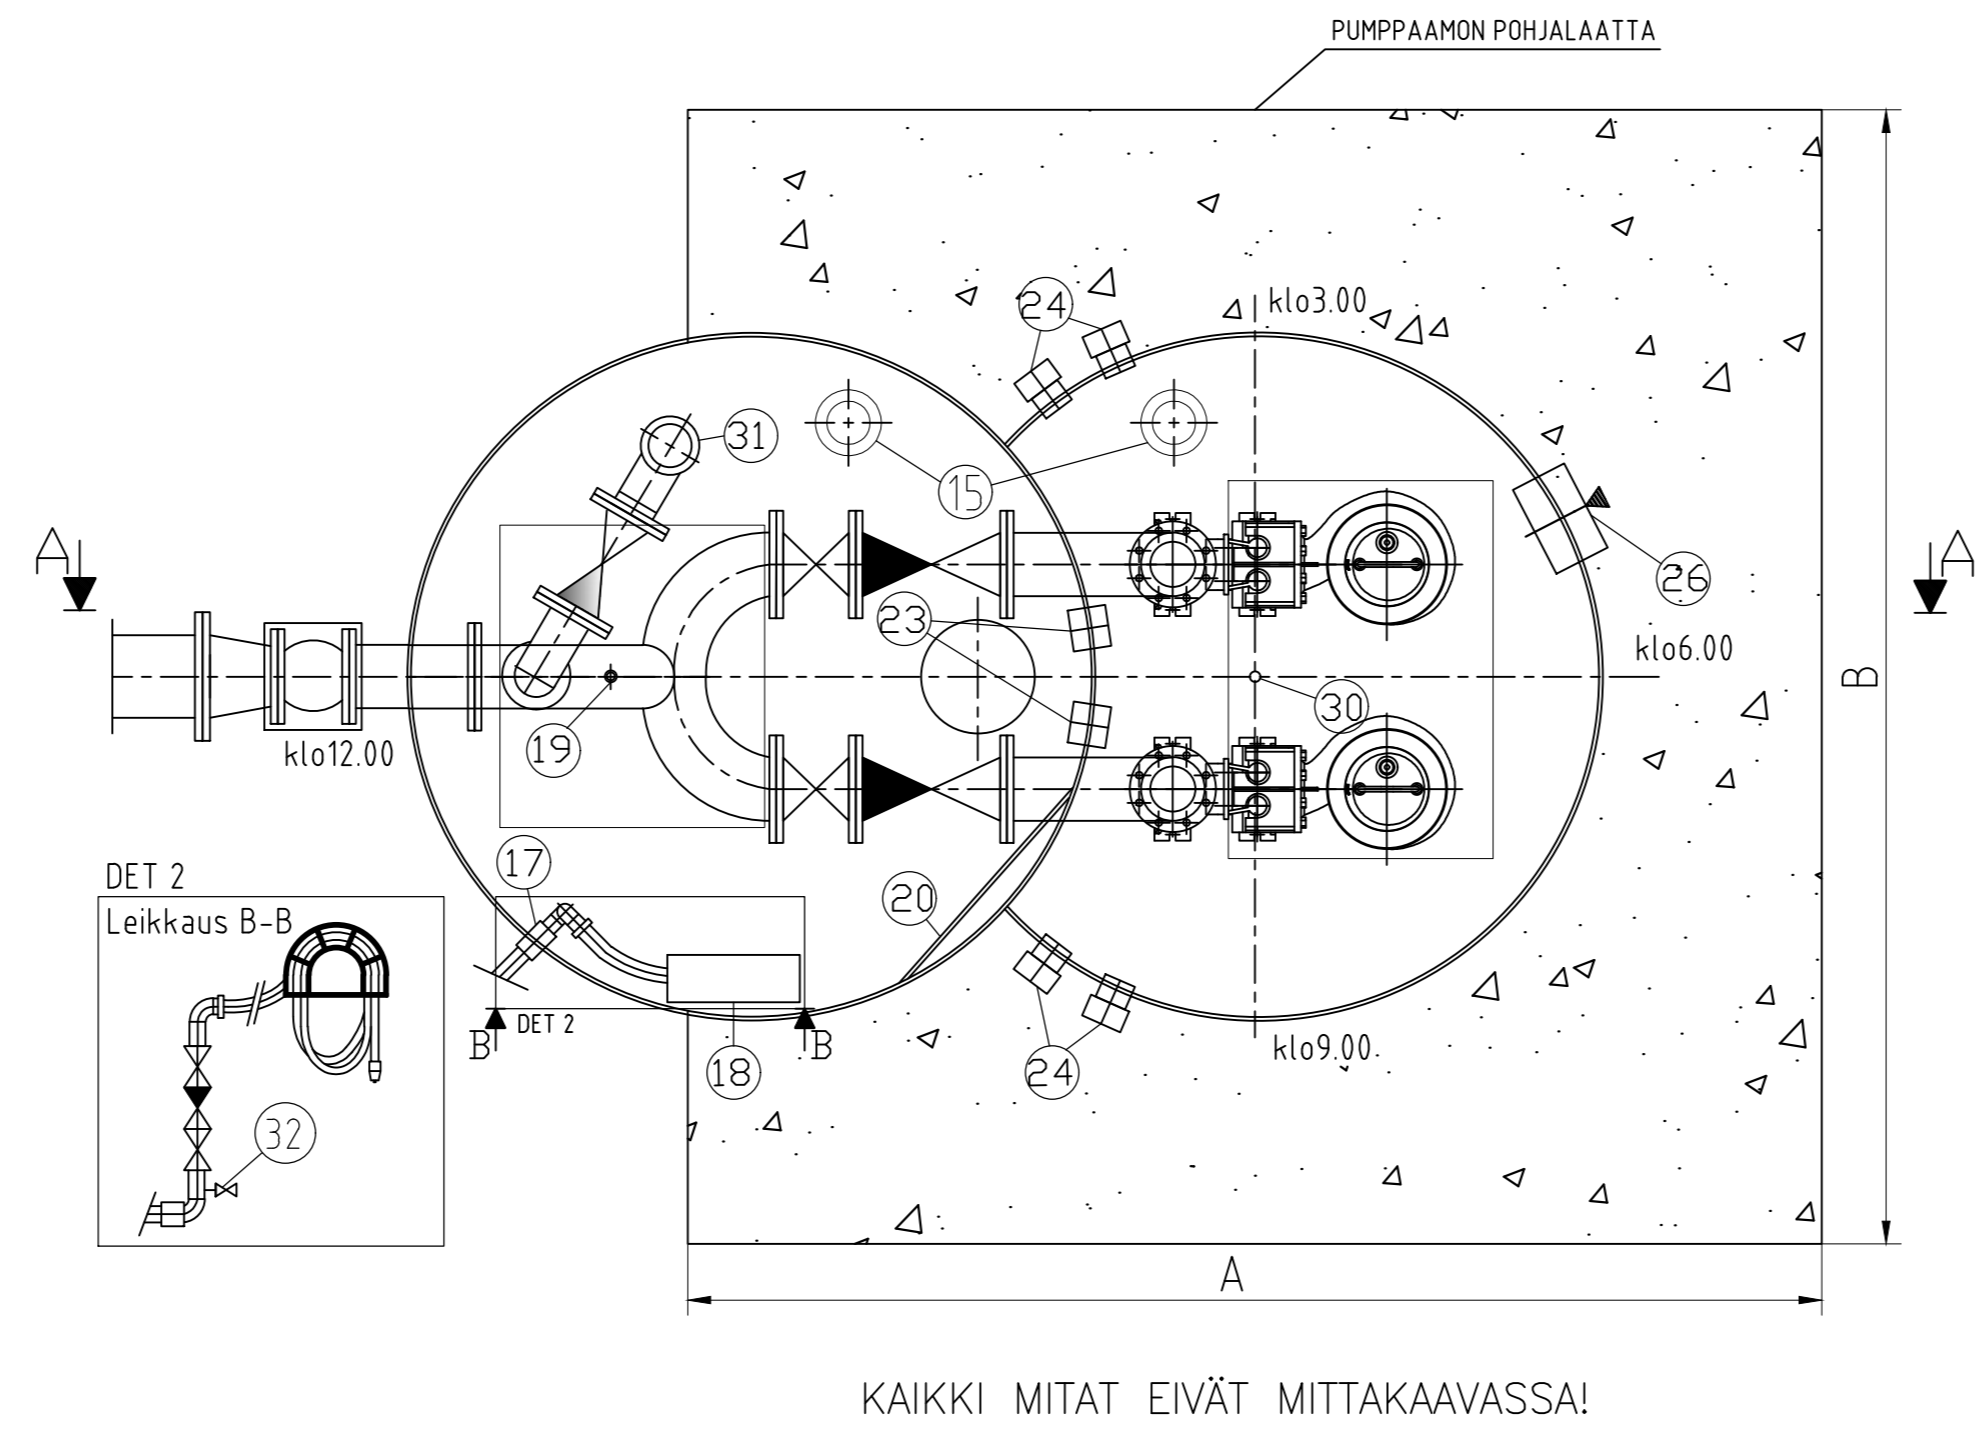 PUMPPAAMON POHJALAATTA
24
klo3.00
31
15
A
A
26
23
klo6.00
B
30
19
klo12.00
17
DET 2
20
Leikkaus B-B
B
DET 2
B
klo9.00
18
24
32
A
KAIKKI MITAT EIVÄT MITTAKAAVASSA!